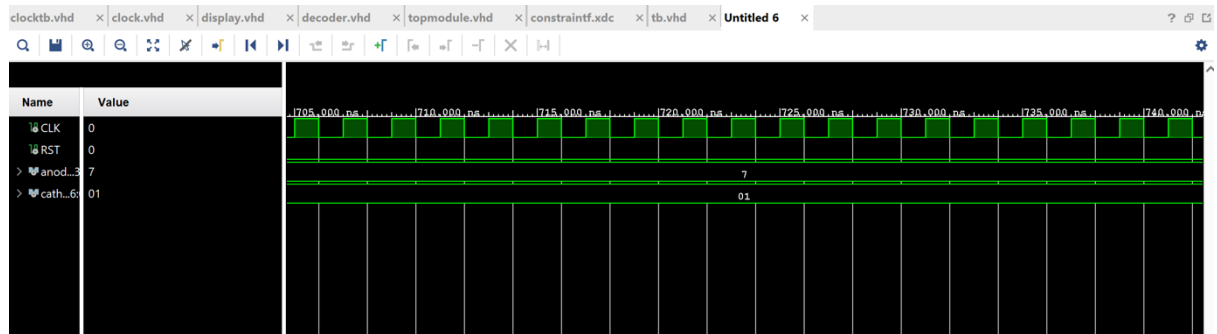 clocktb.vhd × clock.vhd × display.vhd × decoder.vhd × topmodule.vhd × constraintf.xdc × tb.vhd × Untitled 6 × ?
Name Value
705.000 ns 710.000 ns 715.000 ns 720.000 ns 725.000 ns 730.000 ns 735.000 ns 740.000 n
CLK 0
RST 0
> anod...3 7 7
> cath...6: 01 01